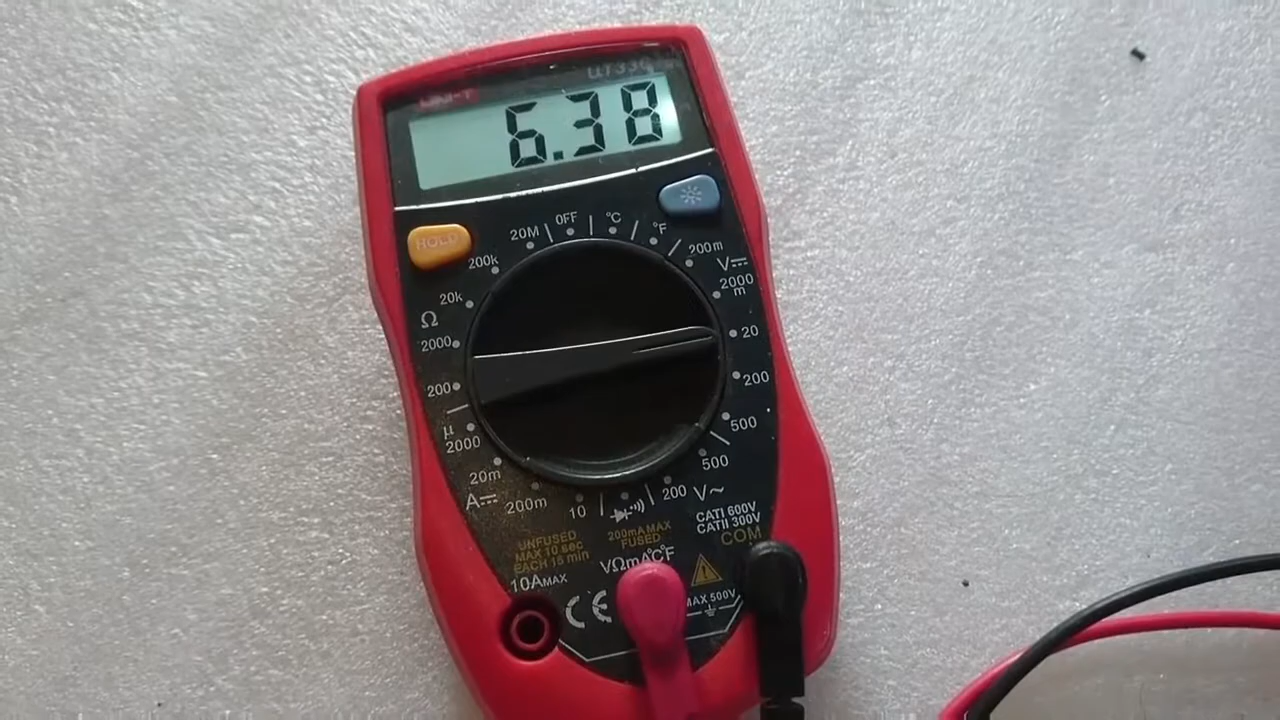 UT33C
UNI-T
6.38
HOLD
20M
OFF
°C
°F
200k
200m
V⎓
20k
2000
m
Ω
2000
20
200
200
μ
2000
500
20m
500
A⎓
200m
10
200
V~
CATI 600V
CATII 300V
UNFUSED
MAX 10 sec
EACH 15 min
200mA MAX
FUSED
COM
10AMAX
VΩmA°C°F
CE
MAX 500V